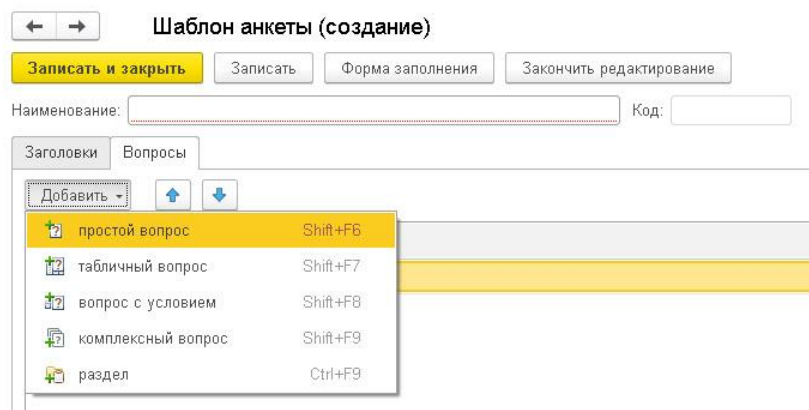 Шаблон анкеты (создание)
Записать и закрыть Записать Форма заполнения Закончить редактирование
Наименование: Код:
Заголовки Вопросы
Добавить
простой вопрос Shift+F6
табличный вопрос Shift+F7
вопрос с условием Shift+F8
комплексный вопрос Shift+F9
раздел Ctrl+F9